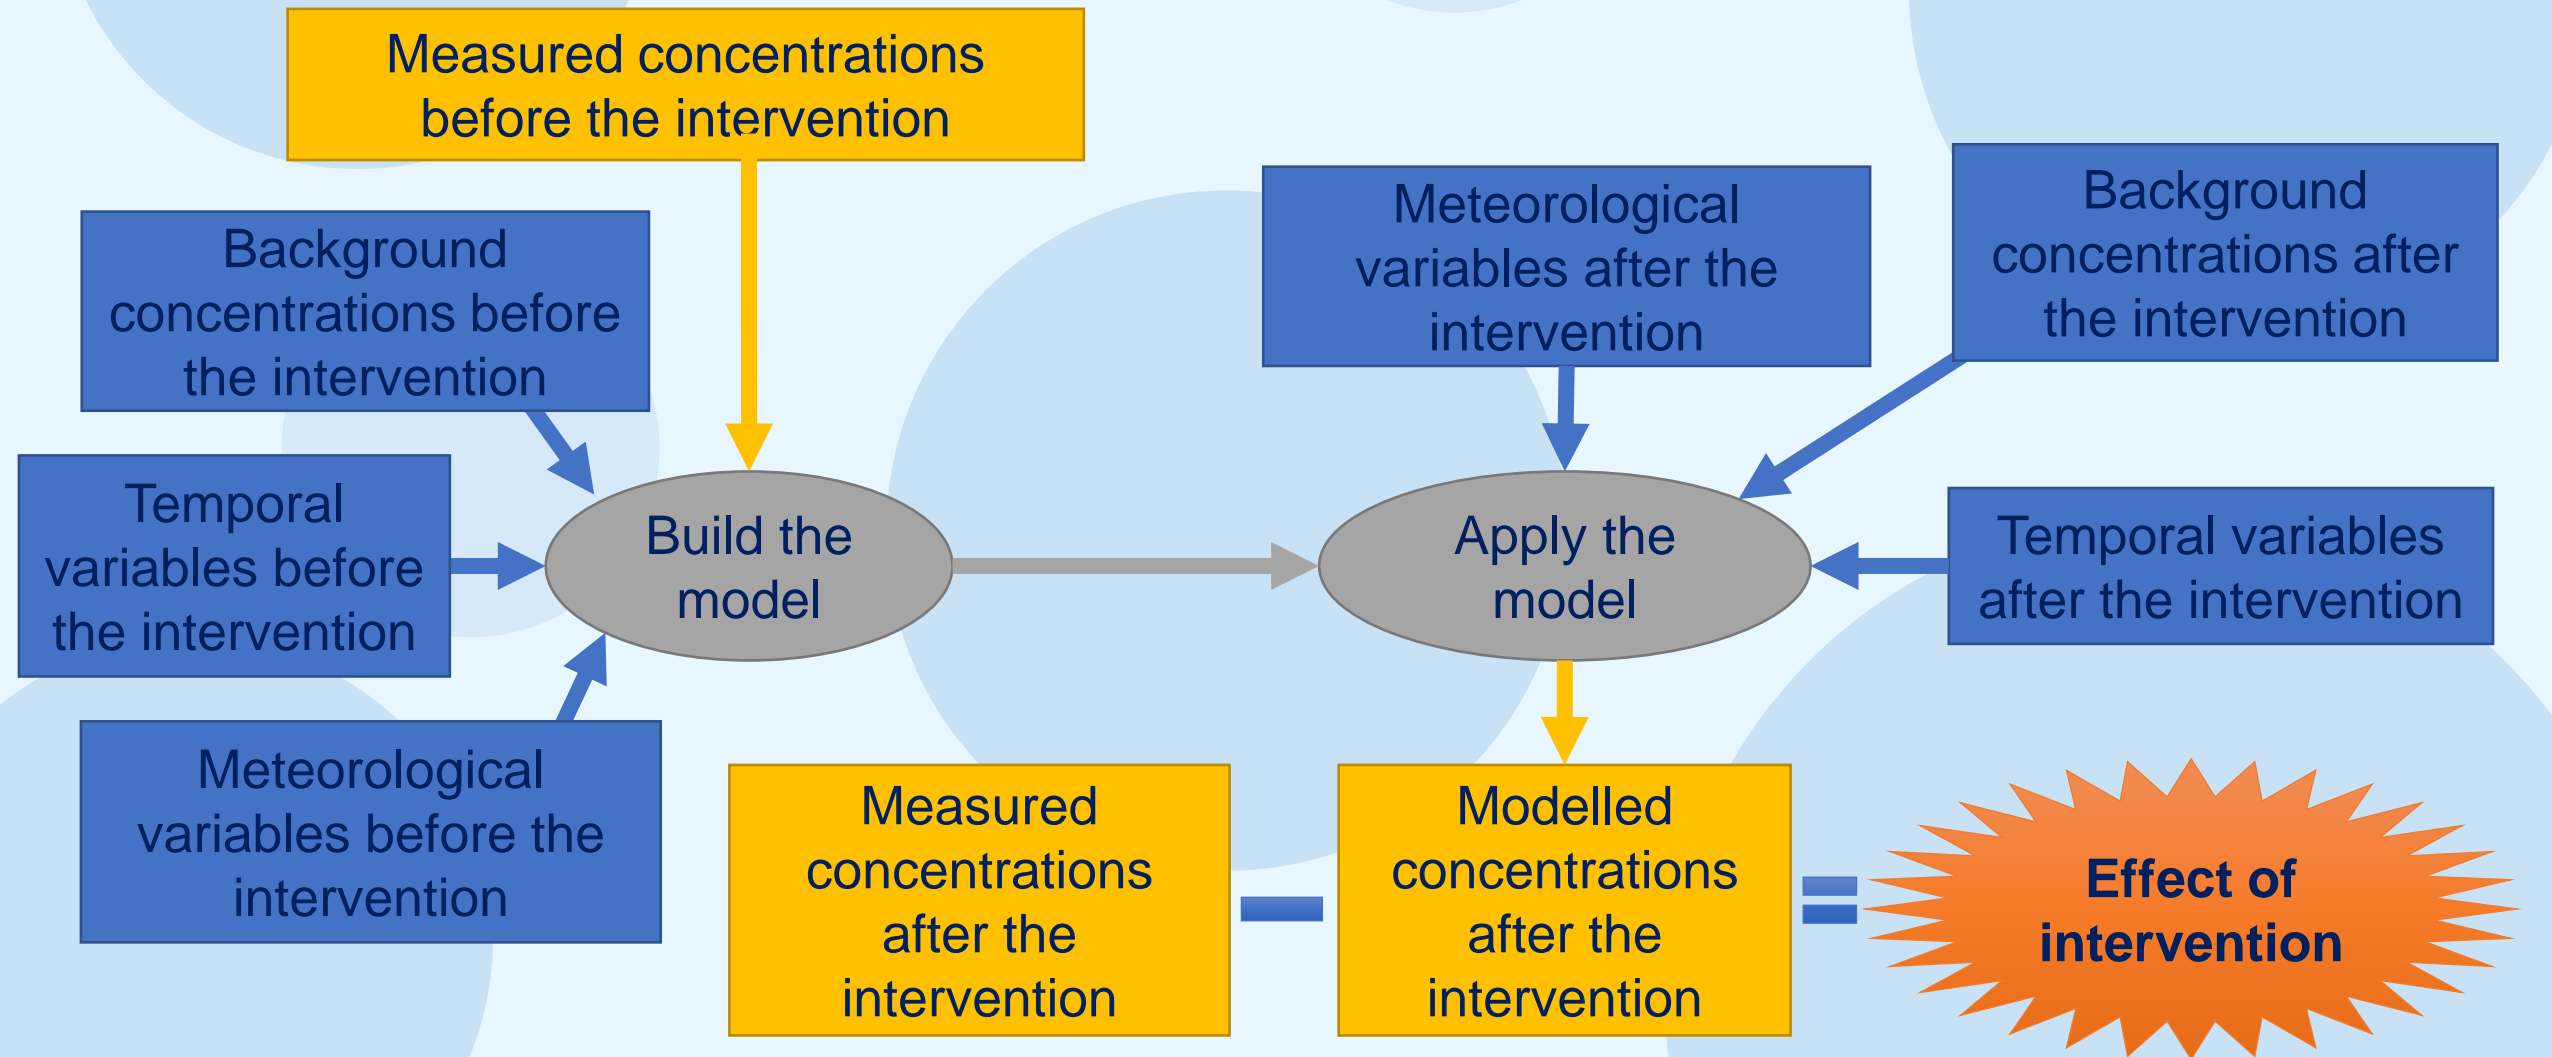 Measured concentrations
before the intervention
Background
concentrations before
the intervention
Temporal
variables before
the intervention
Meteorological
variables before the
intervention
Build the
model
Meteorological
variables after the
intervention
Background
concentrations after
the intervention
Temporal variables
after the intervention
Apply the
model
Measured
concentrations
after the
intervention
Modelled
concentrations
after the
intervention
Effect of
intervention